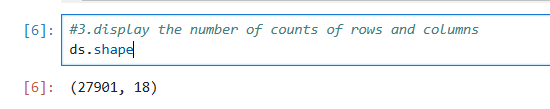 [6]: #3.display the number of counts of rows and columns
ds.shape
[6]: (27901, 18)